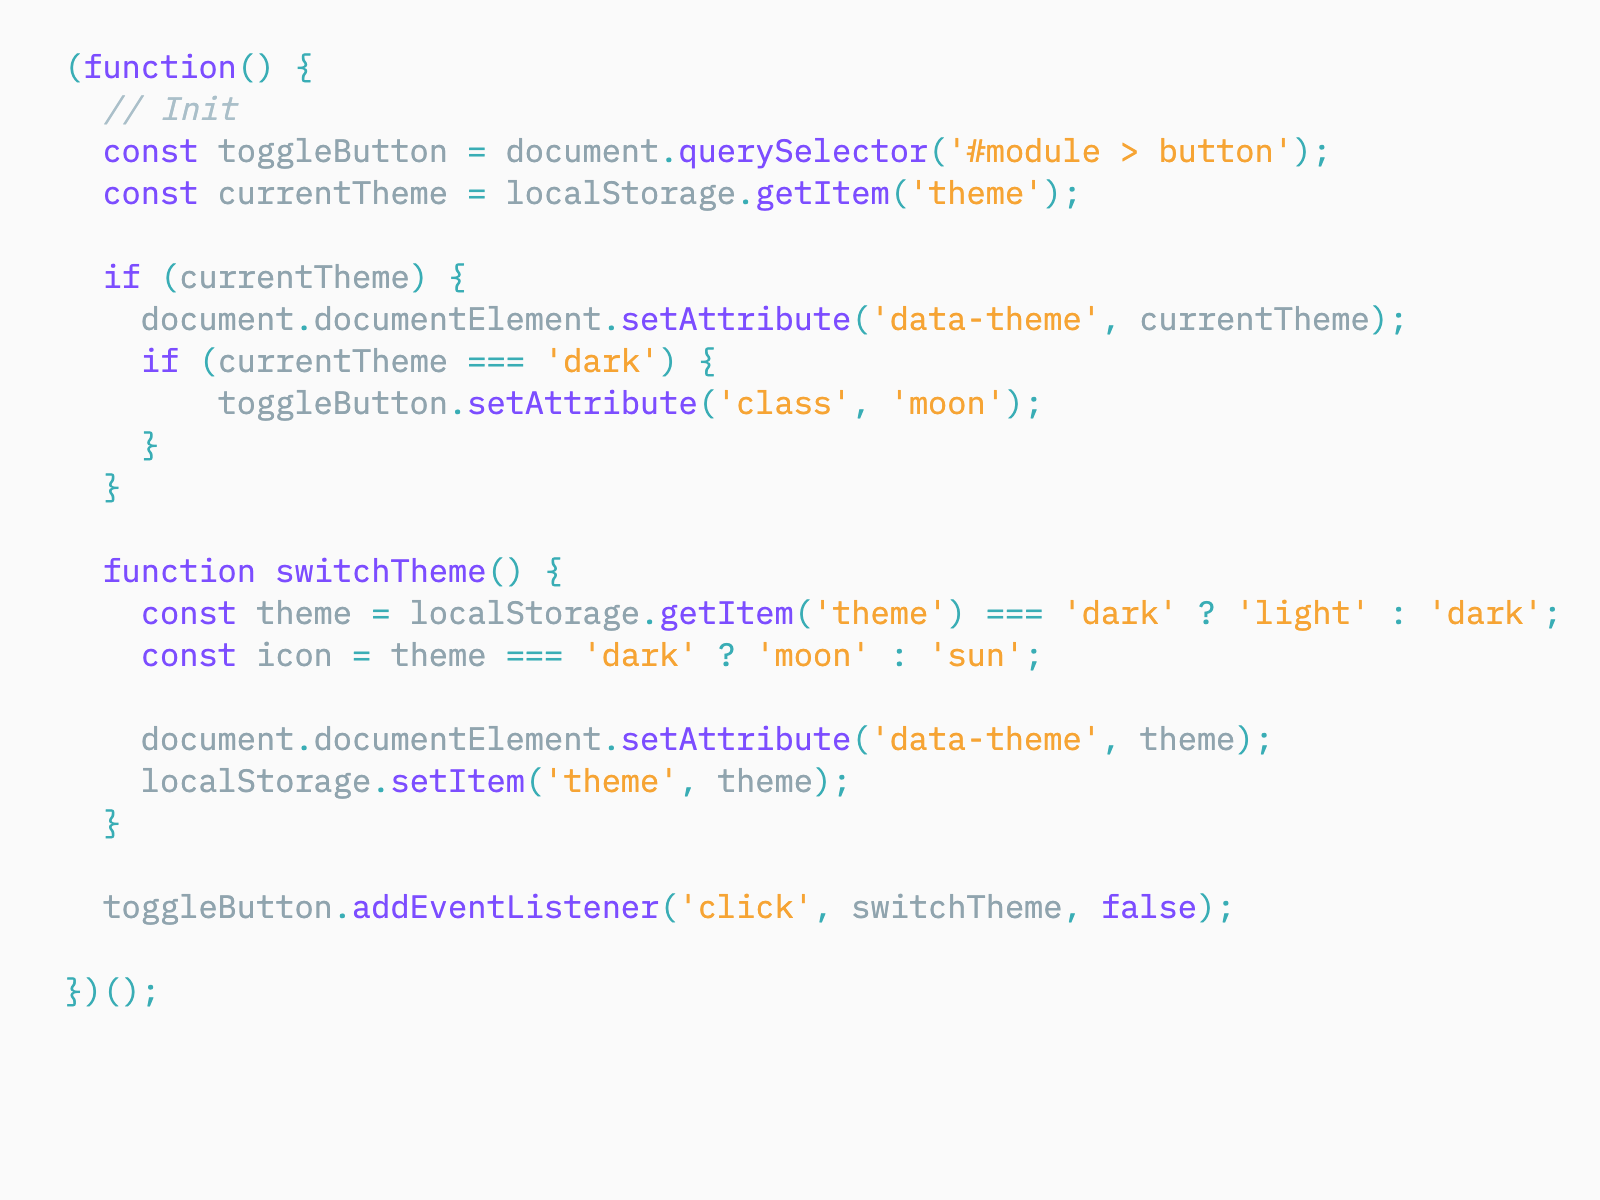 (function() {
  // Init
  const toggleButton = document.querySelector('#module > button');
  const currentTheme = localStorage.getItem('theme');

  if (currentTheme) {
    document.documentElement.setAttribute('data-theme', currentTheme);
    if (currentTheme === 'dark') {
        toggleButton.setAttribute('class', 'moon');
    }
  }

  function switchTheme() {
    const theme = localStorage.getItem('theme') === 'dark' ? 'light' : 'dark';
    const icon = theme === 'dark' ? 'moon' : 'sun';

    document.documentElement.setAttribute('data-theme', theme);
    localStorage.setItem('theme', theme);
  }

  toggleButton.addEventListener('click', switchTheme, false);

})();